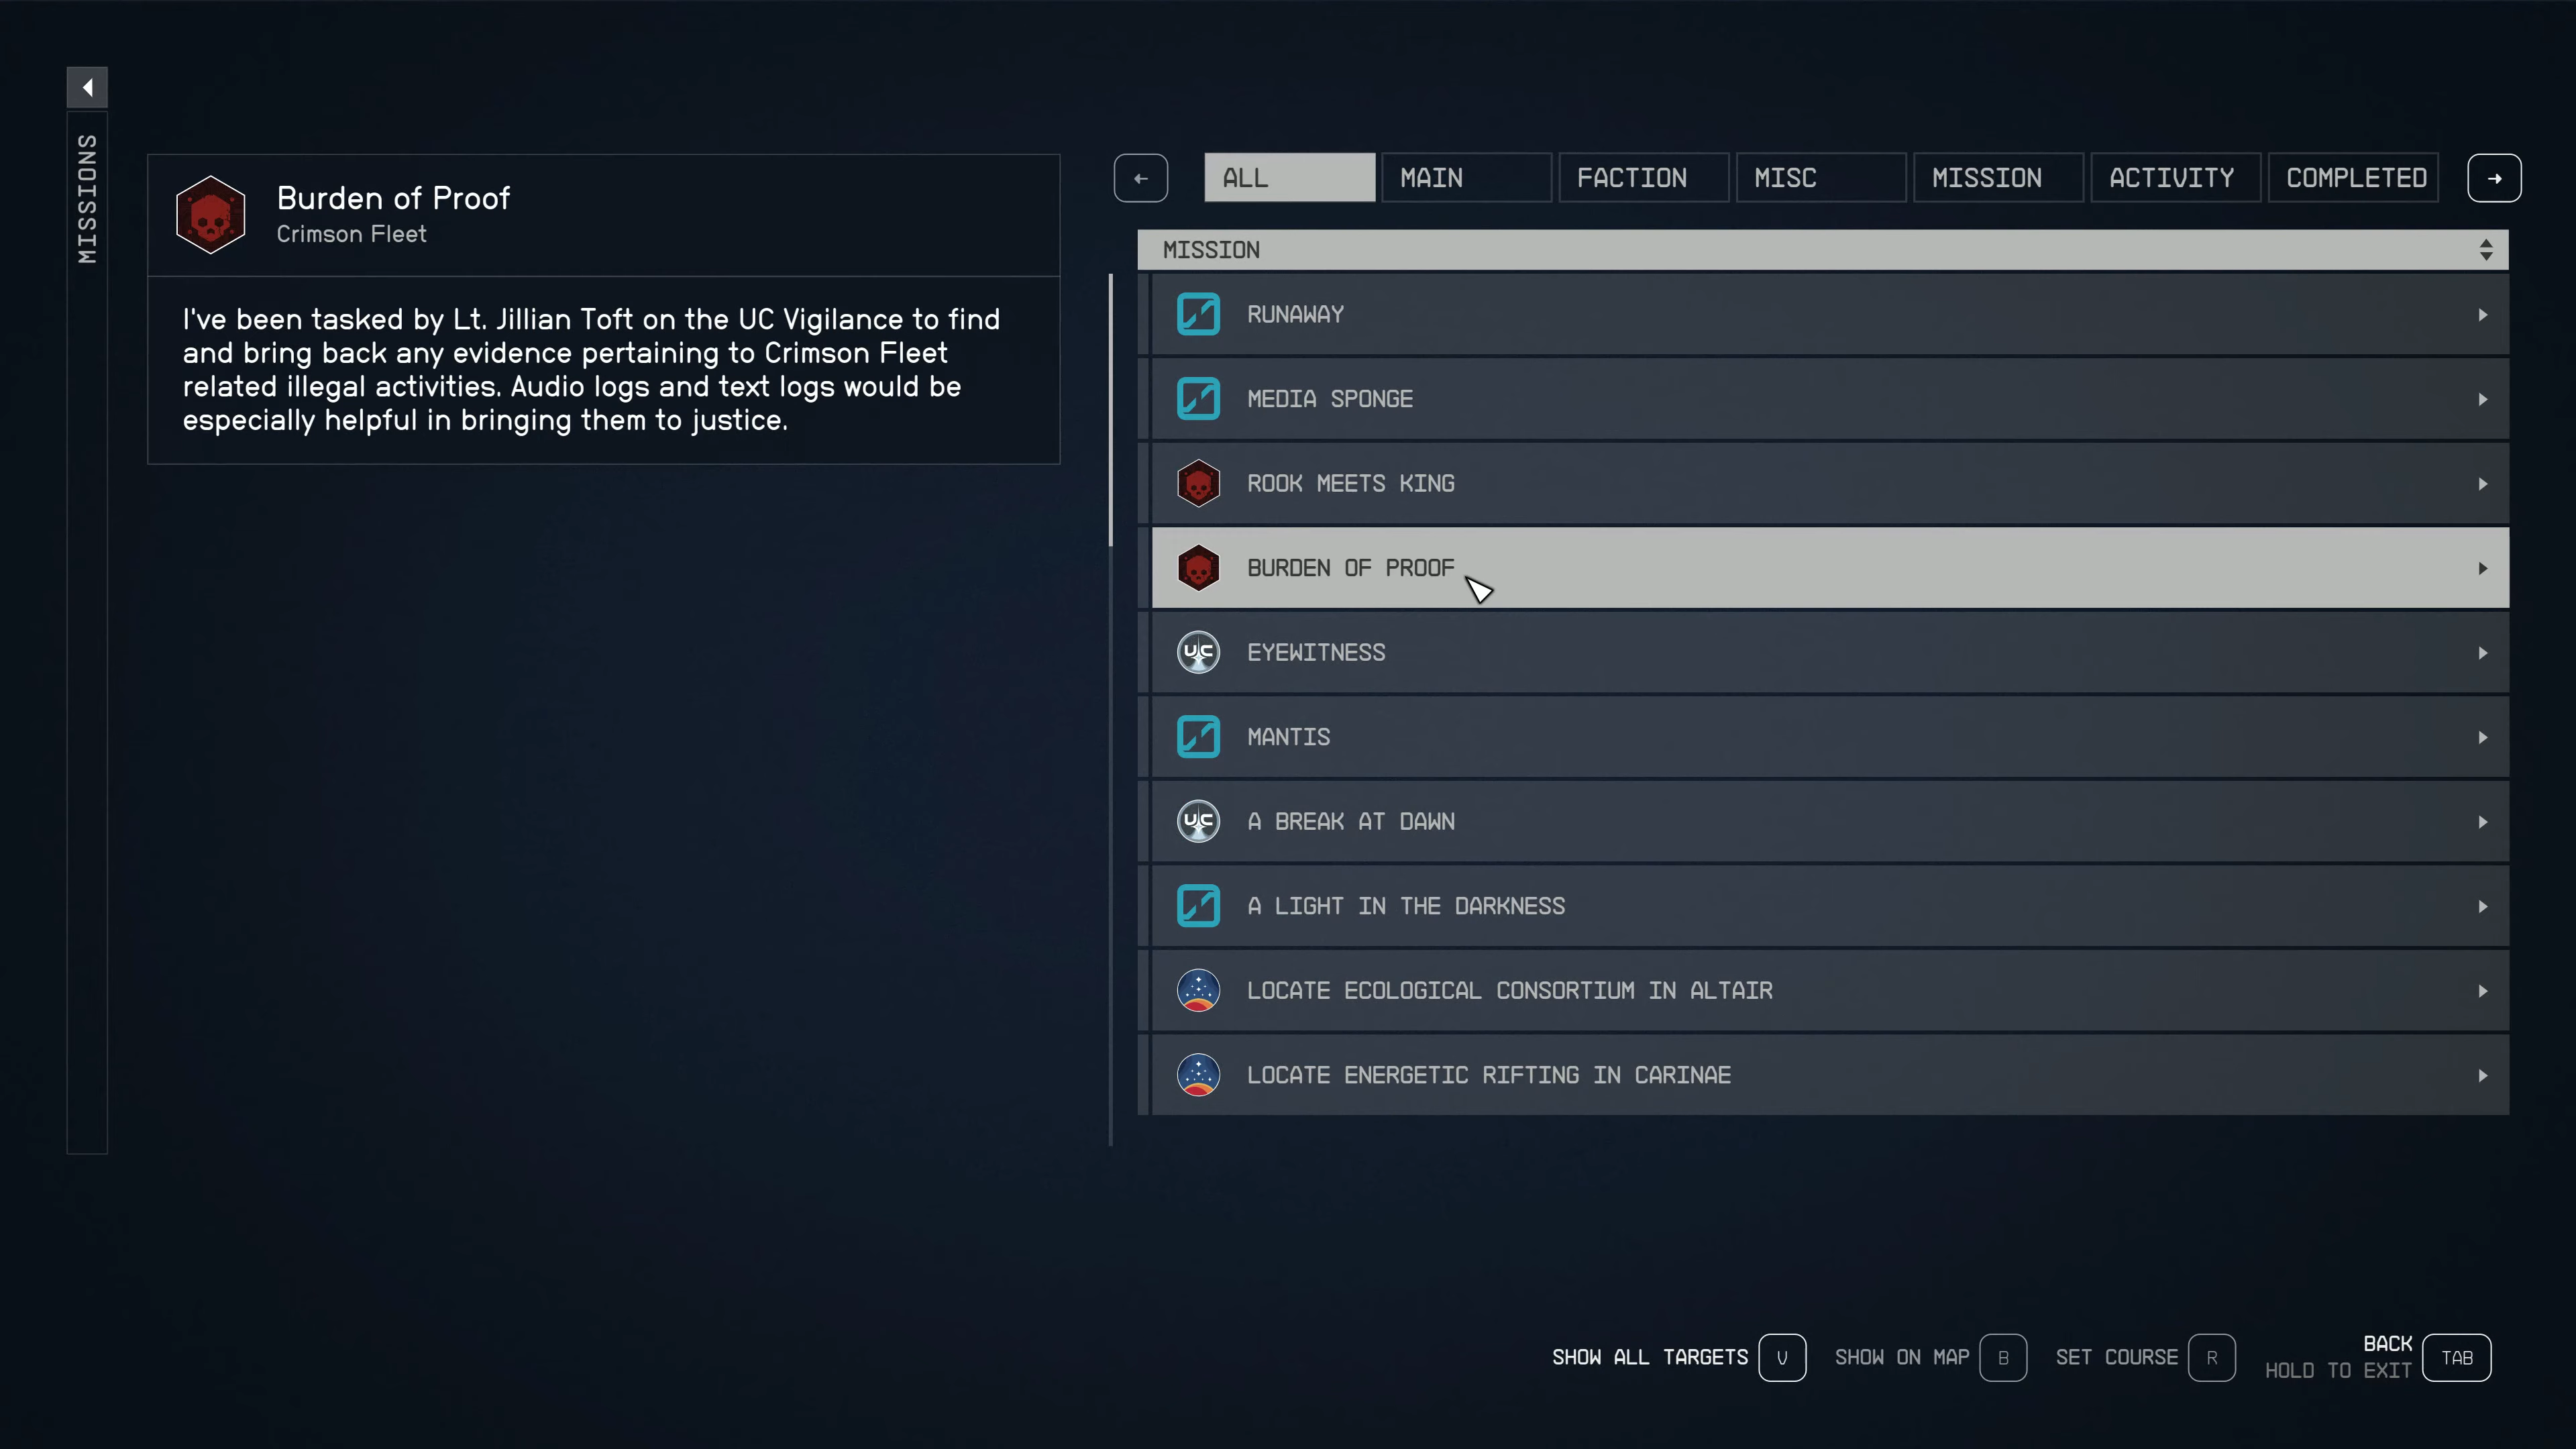 MISSIONS
Burden of Proof
Crimson Fleet
I've been tasked by Lt. Jillian Toft on the UC Vigilance to find
and bring back any evidence pertaining to Crimson Fleet
related illegal activities. Audio logs and text logs would be
especially helpful in bringing them to justice.
ALL
MAIN
FACTION
MISC
MISSION
ACTIVITY
COMPLETED
MISSION
RUNAWAY
MEDIA SPONGE
ROOK MEETS KING
BURDEN OF PROOF
UC EYEWITNESS
MANTIS
UC A BREAK AT DAWN
A LIGHT IN THE DARKNESS
LOCATE ECOLOGICAL CONSORTIUM IN ALTAIR
LOCATE ENERGETIC RIFTING IN CARINAE
SHOW ALL TARGETS V
SHOW ON MAP B
SET COURSE R
BACK
HOLD TO EXIT
TAB